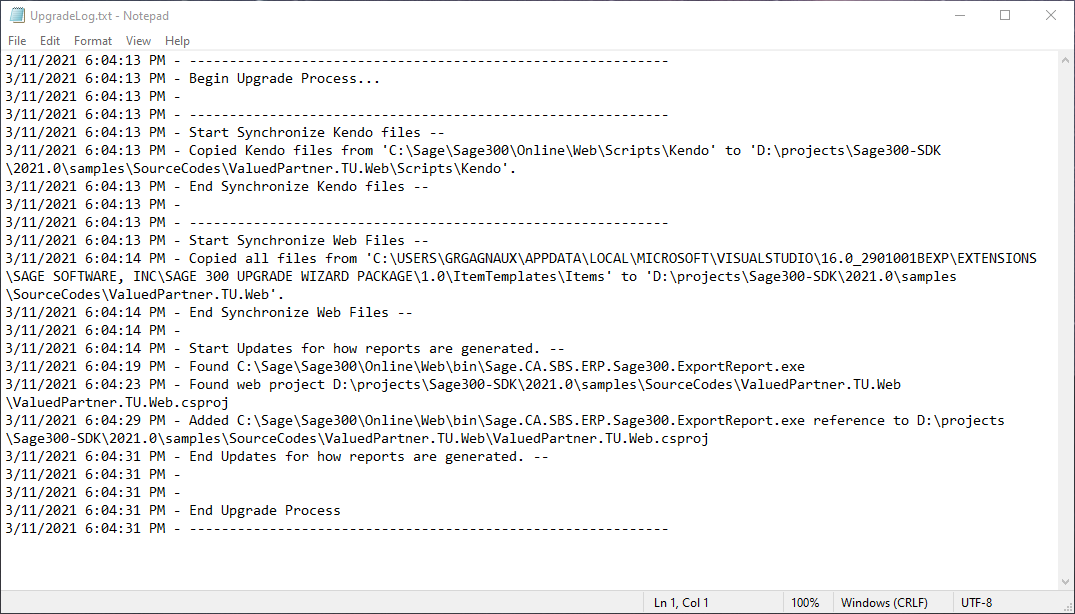 UpgradeLog.txt - Notepad
File Edit Format View Help
3/11/2021 6:04:13 PM - ------------------------------------------------------------
3/11/2021 6:04:13 PM - Begin Upgrade Process...
3/11/2021 6:04:13 PM -
3/11/2021 6:04:13 PM - ------------------------------------------------------------
3/11/2021 6:04:13 PM - Start Synchronize Kendo files --
3/11/2021 6:04:13 PM - Copied Kendo files from 'C:\Sage\Sage300\Online\Web\Scripts\Kendo' to 'D:\projects\Sage300-SDK
\2021.0\samples\SourceCodes\ValuedPartner.TU.Web\Scripts\Kendo'.
3/11/2021 6:04:13 PM - End Synchronize Kendo files --
3/11/2021 6:04:13 PM -
3/11/2021 6:04:13 PM - ------------------------------------------------------------
3/11/2021 6:04:13 PM - Start Synchronize Web Files --
3/11/2021 6:04:14 PM - Copied all files from 'C:\USERS\GRGAGNAUX\APPDATA\LOCAL\MICROSOFT\VISUALSTUDIO\16.0_2901001BEXP\EXTENSIONS
\SAGE SOFTWARE, INC\SAGE 300 UPGRADE WIZARD PACKAGE\1.0\ItemTemplates\Items' to 'D:\projects\Sage300-SDK\2021.0\samples
\SourceCodes\ValuedPartner.TU.Web'.
3/11/2021 6:04:14 PM - End Synchronize Web Files --
3/11/2021 6:04:14 PM -
3/11/2021 6:04:14 PM - Start Updates for how reports are generated. --
3/11/2021 6:04:19 PM - Found C:\Sage\Sage300\Online\Web\bin\Sage.CA.SBS.ERP.Sage300.ExportReport.exe
3/11/2021 6:04:23 PM - Found web project D:\projects\Sage300-SDK\2021.0\samples\SourceCodes\ValuedPartner.TU.Web
\ValuedPartner.TU.Web.csproj
3/11/2021 6:04:29 PM - Added C:\Sage\Sage300\Online\Web\bin\Sage.CA.SBS.ERP.Sage300.ExportReport.exe reference to D:\projects
\Sage300-SDK\2021.0\samples\SourceCodes\ValuedPartner.TU.Web\ValuedPartner.TU.Web.csproj
3/11/2021 6:04:31 PM - End Updates for how reports are generated. --
3/11/2021 6:04:31 PM -
3/11/2021 6:04:31 PM -
3/11/2021 6:04:31 PM - End Upgrade Process
3/11/2021 6:04:31 PM - ------------------------------------------------------------
Ln 1, Col 1 100% Windows (CRLF) UTF-8